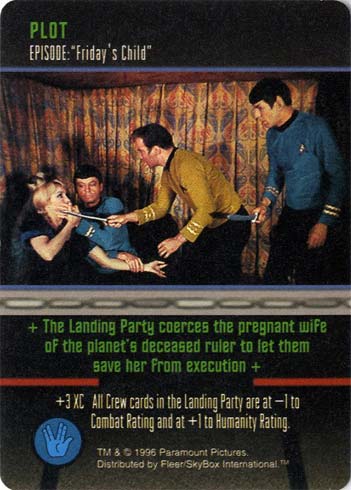 PLOT
EPISODE: "Friday's Child"
+ The Landing Party coerces the pregnant wife
of the planet's deceased ruler to let them
save her from execution +
+3 XC All Crew cards in the Landing Party are at -1 to
Combat Rating and at +1 to Humanity Rating.
TM & © 1996 Paramount Pictures.
Distributed by Fleer/SkyBox International.™